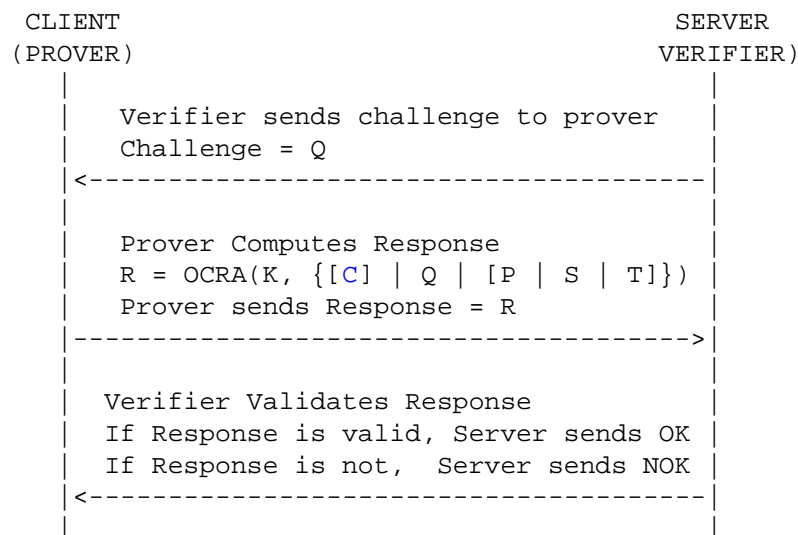 CLIENT SERVER
(PROVER) VERIFIER)
Verifier sends challenge to prover
Challenge = Q
Prover Computes Response
R = OCRA(K, {[C] | Q | [P | S | T]})
Prover sends Response = R
Verifier Validates Response
If Response is valid, Server sends OK
If Response is not,  Server sends NOK